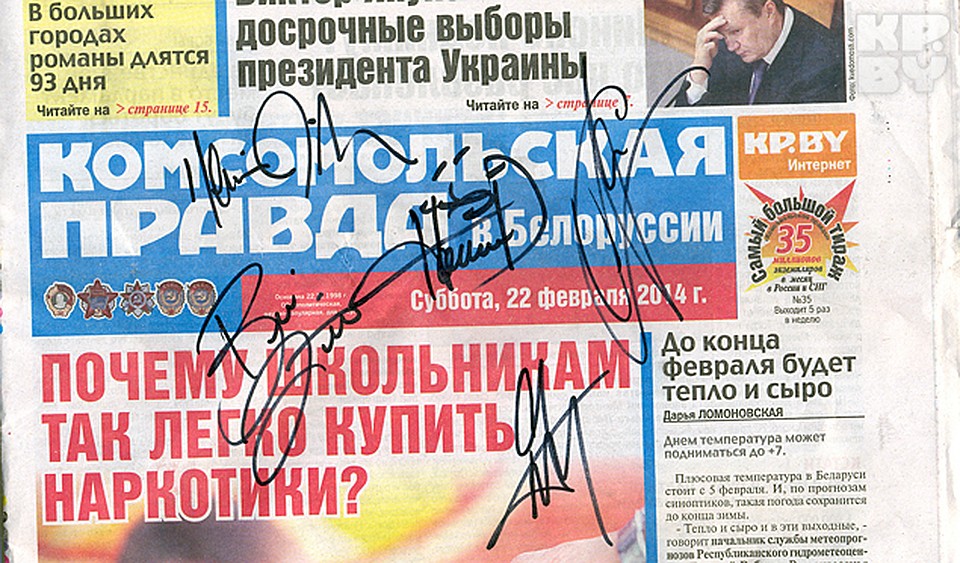 В больших
городах
романы длятся
93 дня
Читайте на > странице 15.
досрочные выборы
президента Украины
Читайте на > странице 7.
Фото: kvedomosti.com
KP.
BY
КОМСОМОЛЬСКАЯ
ПРАВДА
в Белоруссии
KP.BY
Интернет
Самый большой тираж
35
миллионов
экземпляров
в месяц
в России и СНГ
№35
Выходит 5 раз
в неделю
Суббота, 22 февраля 2014 г.
ПОЧЕМУ ШКОЛЬНИКАМ
ТАК ЛЕГКО КУПИТЬ
НАРКОТИКИ?
До конца
февраля будет
тепло и сыро
Дарья ЛОМОНОВСКАЯ
Днем температура может
подниматься до +7.
Плюсовая температура в Беларуси
стоит с 5 февраля. И, по прогнозам
синоптиков, такая погода сохранится
до конца зимы.
- Тепло и сыро и в эти выходные, -
говорит начальник службы метеопрог-
нозов Республиканского гидрометеоцен-